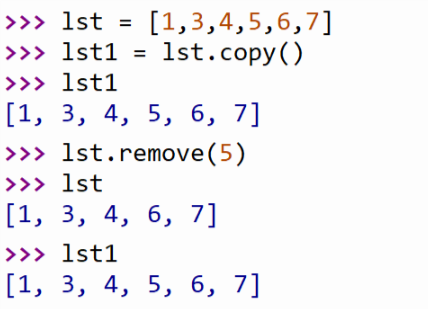 >>> lst = [1,3,4,5,6,7]
>>> lst1 = lst.copy()
>>> lst1
[1, 3, 4, 5, 6, 7]
>>> lst.remove(5)
>>> lst
[1, 3, 4, 6, 7]
>>> lst1
[1, 3, 4, 5, 6, 7]